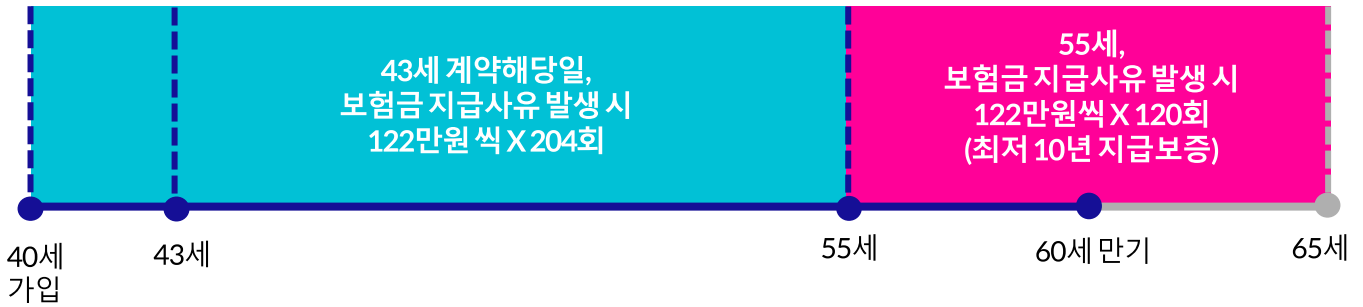 43세 계약해당일,
보험금 지급사유 발생 시
122만원 씩 X 204회
55세,
보험금 지급사유 발생 시
122만원씩 X 120회
(최저 10년 지급보증)
40세
가입
43세
55세
60세 만기
65세